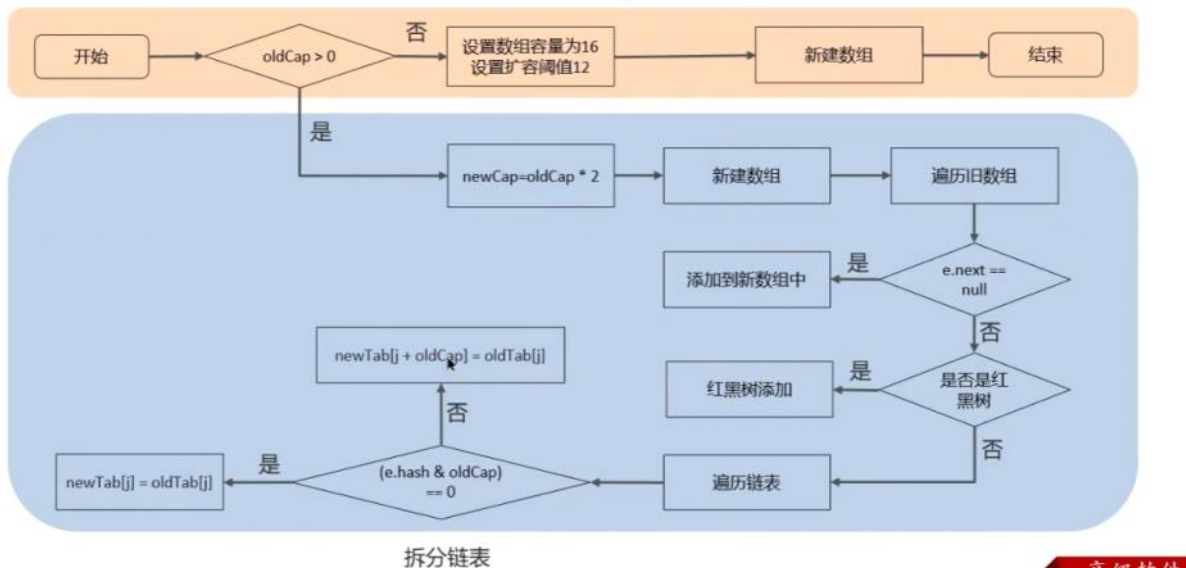 开始
oldCap > 0
否
设置数组容量为16
设置扩容阈值12
新建数组
结束
是
newCap=oldCap * 2
新建数组
遍历旧数组
e.next ==
null
是
添加到新数组中
否
是否是红
黑树
是
红黑树添加
否
遍历链表
(e.hash & oldCap)
== 0
否
newTab[j + oldCap] = oldTab[j]
是
newTab[j] = oldTab[j]
拆分链表